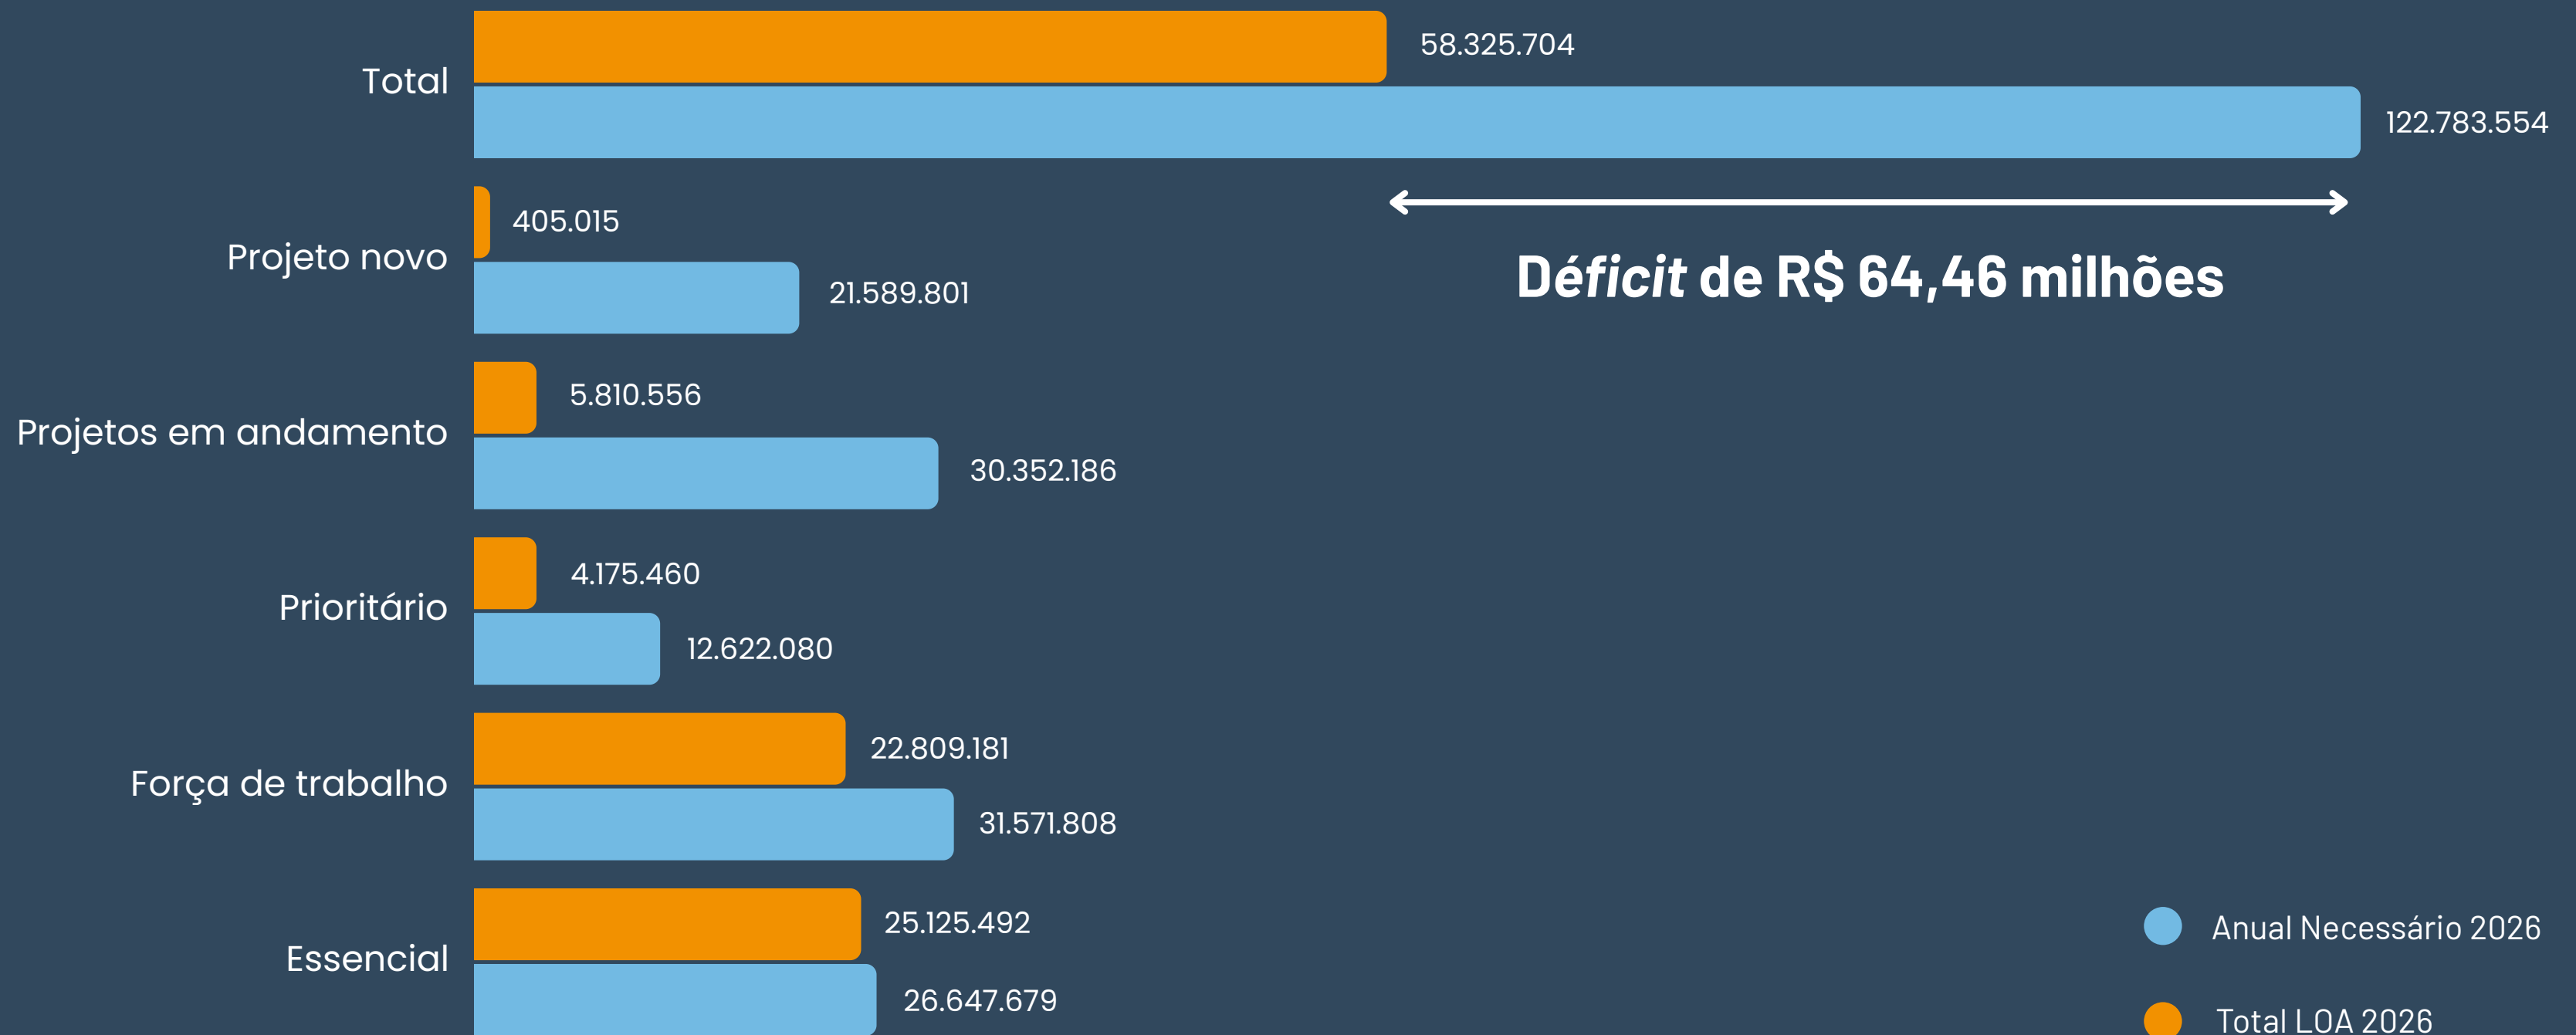 58.325.704
Total
122.783.554
405.015
Projeto novo
21.589.801
Déficit de R$ 64,46 milhões
5.810.556
Projetos em andamento
30.352.186
4.175.460
Prioritário
12.622.080
22.809.181
Força de trabalho
31.571.808
25.125.492
Essencial
26.647.679
Anual Necessário 2026
Total LOA 2026